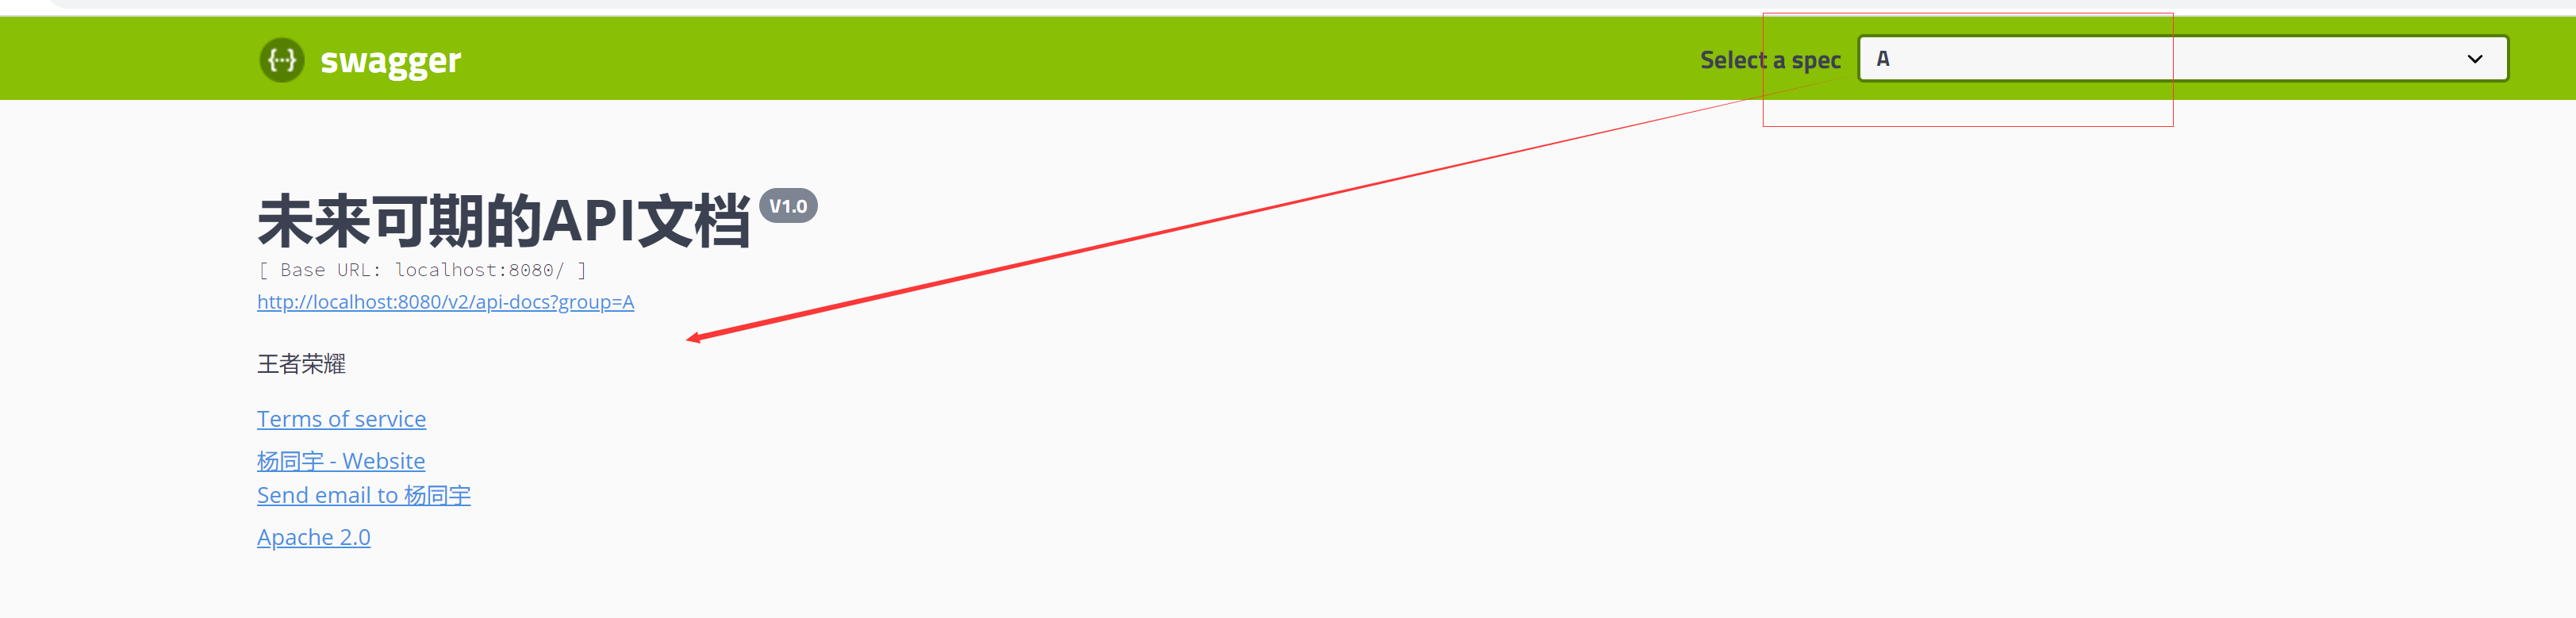 {···} swagger
Select a spec A
未来可期的API文档 V1.0
[ Base URL: localhost:8080/ ]
http://localhost:8080/v2/api-docs?group=A
王者荣耀
Terms of service
杨同宇 - Website
Send email to 杨同宇
Apache 2.0